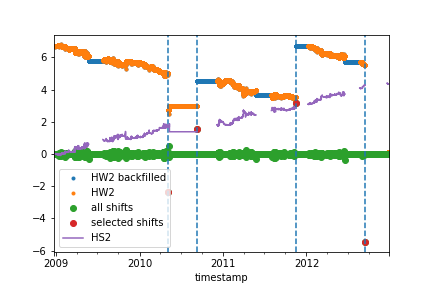 6
4
2
0
−2
−4
−6
HW2 backfilled
HW2
all shifts
selected shifts
HS2
2009
2010
2011
2012
timestamp